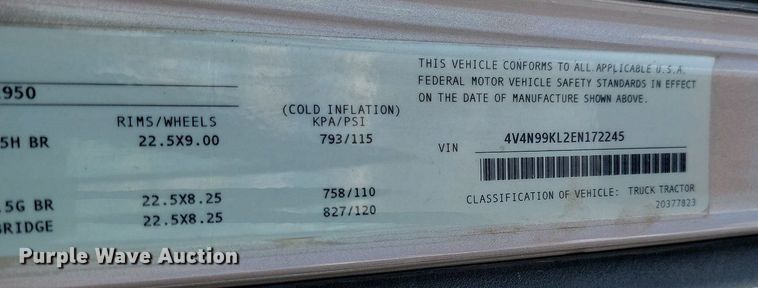 950
RIMS/WHEELS
(COLD INFLATION)
KPA/PSI
5H BR 22.5X9.00 793/115
.5G BR 22.5X8.25 758/110
BRIDGE 22.5X8.25 827/120
THIS VEHICLE CONFORMS TO ALL APPLICABLE U.S.A.
FEDERAL MOTOR VEHICLE SAFETY STANDARDS IN EFFECT
ON THE DATE OF MANUFACTURE SHOWN ABOVE.
VIN 4V4N99KL2EN172245
CLASSIFICATION OF VEHICLE: TRUCK TRACTOR
20377823
Purple Wave Auction